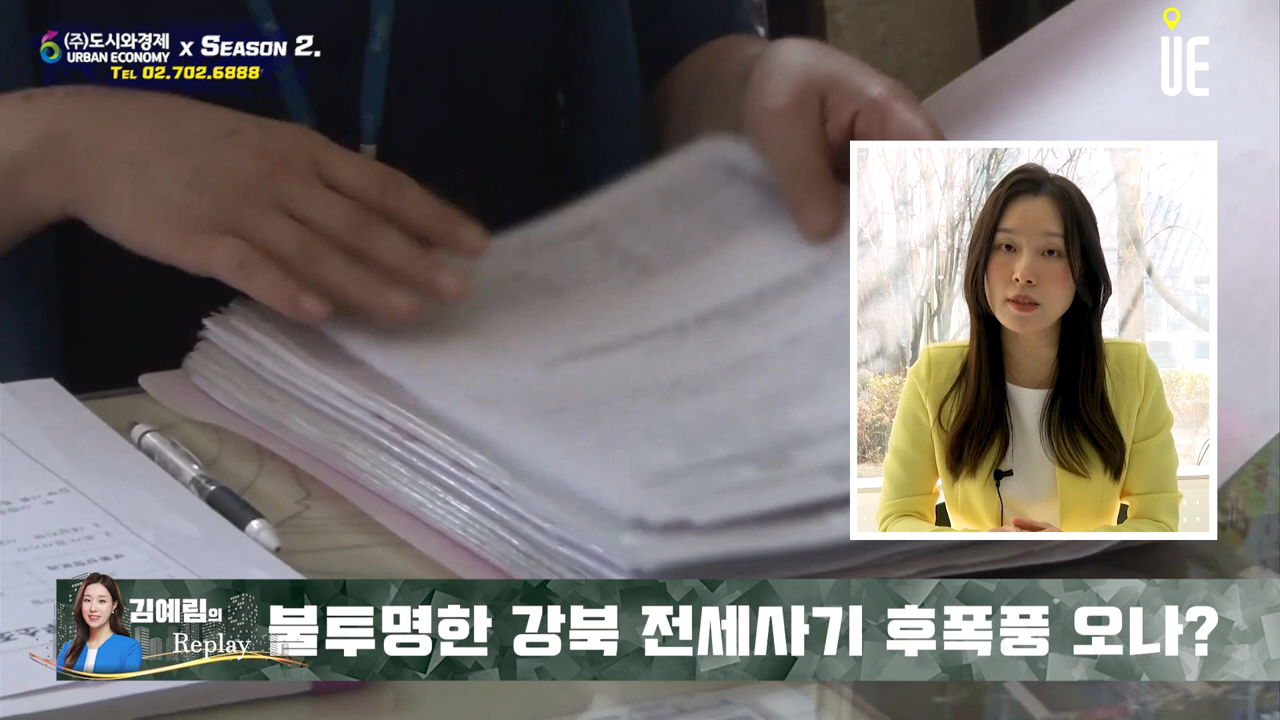 (주)도시와경제
URBAN ECONOMY X SEASON 2.
TEL 02.702.6888
UE
김예림의
Replay
불투명한 강북 전세사기 후폭풍 오나?